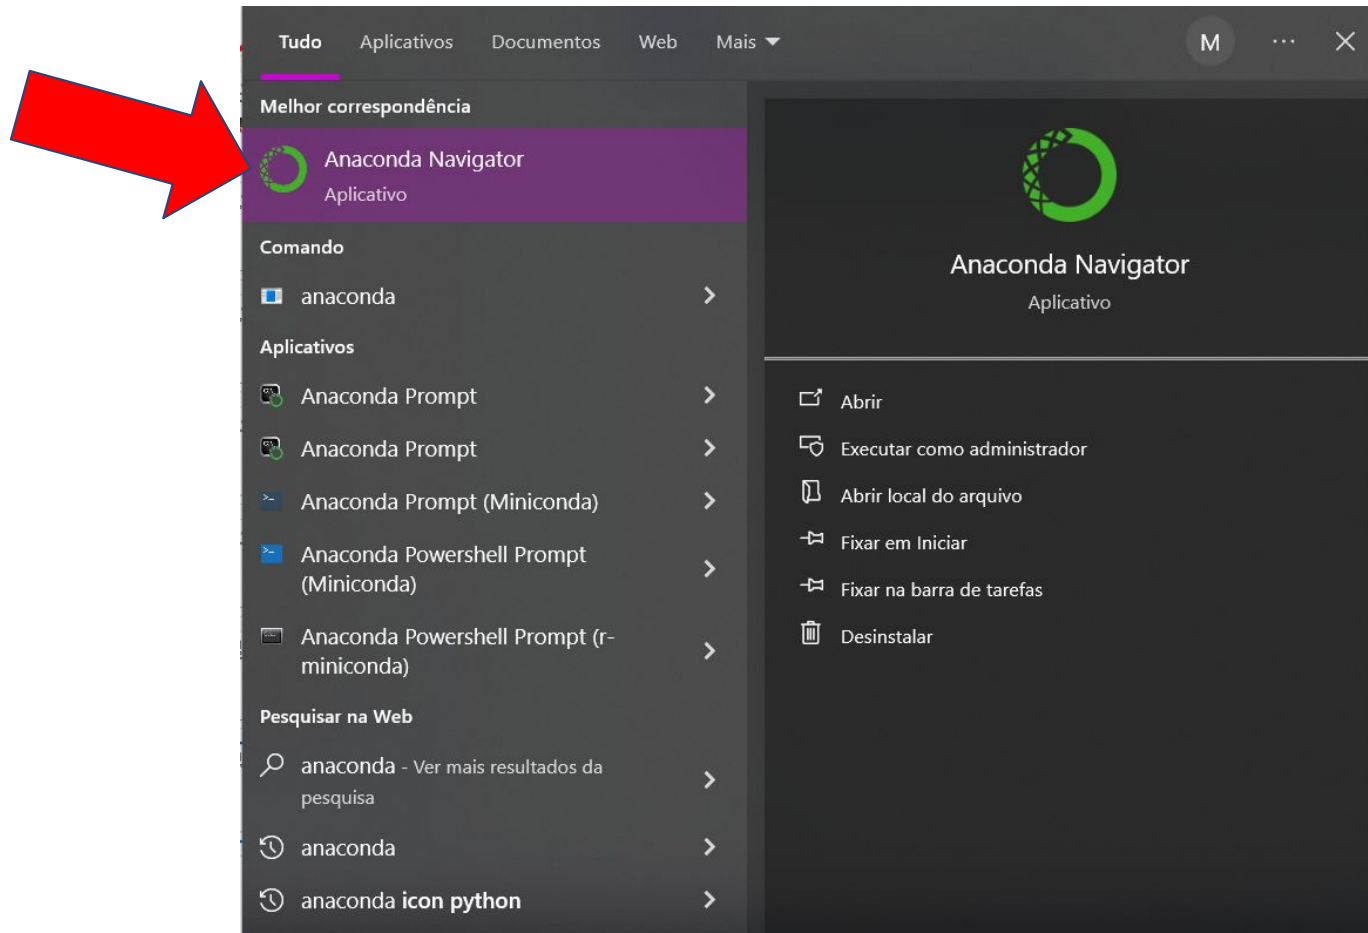 Tudo Aplicativos Documentos Web Mais M ...
Melhor correspondência
Anaconda Navigator
Aplicativo
Comando
anaconda
Aplicativos
Anaconda Prompt
Anaconda Prompt
Anaconda Prompt (Miniconda)
Anaconda Powershell Prompt
(Miniconda)
Anaconda Powershell Prompt (r-
miniconda)
Pesquisar na Web
anaconda - Ver mais resultados da
pesquisa
anaconda
anaconda icon python
Anaconda Navigator
Aplicativo
Abrir
Executar como administrador
Abrir local do arquivo
Fixar em Iniciar
Fixar na barra de tarefas
Desinstalar